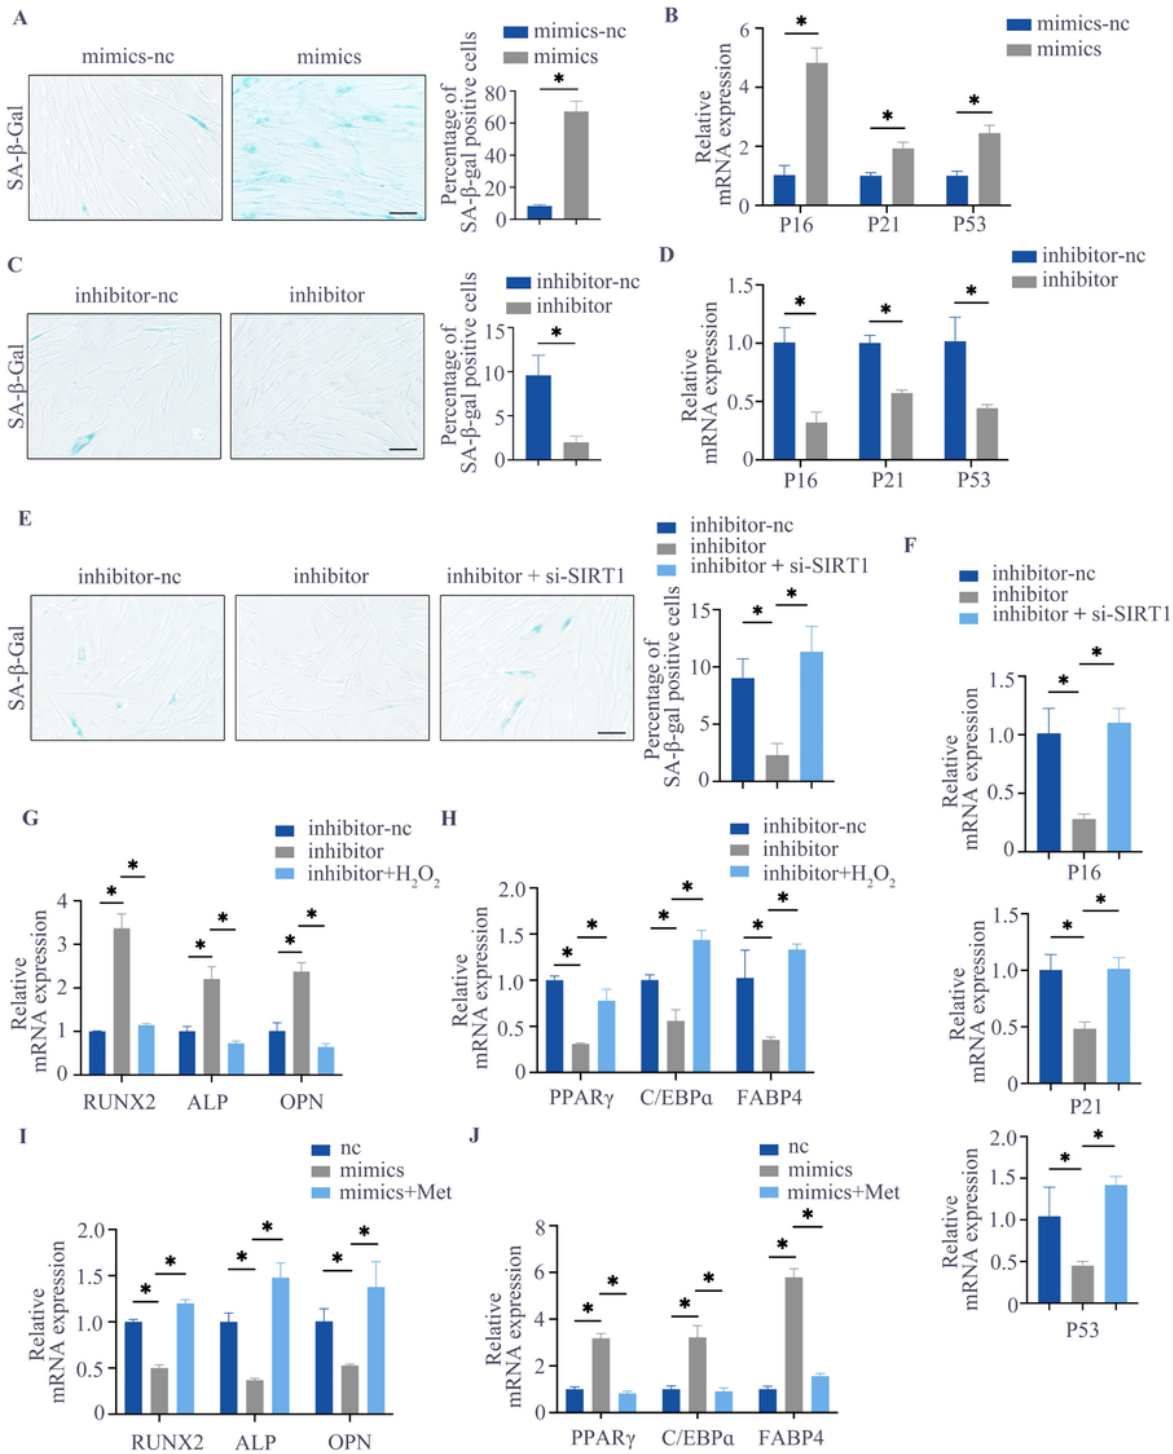 A
mimics-nc
mimics
SA-β-Gal
Percentage of
SA-β-gal positive cells
mimics-nc
mimics
80
60
40
20
0
*
B
mimics-nc
mimics
Relative
mRNA expression
6
4
2
0
*
*
*
P16 P21 P53
C
inhibitor-nc
inhibitor
SA-β-Gal
Percentage of
SA-β-gal positive cells
inhibitor-nc
inhibitor
15
10
5
0
*
D
inhibitor-nc
inhibitor
Relative
mRNA expression
1.5
1.0
0.5
0
*
*
*
P16 P21 P53
E
inhibitor-nc
inhibitor
inhibitor + si-SIRT1
SA-β-Gal
inhibitor-nc
inhibitor
inhibitor + si-SIRT1
Percentage of
SA-β-gal positive cells
15
10
5
0
* *
F
inhibitor-nc
inhibitor
inhibitor + si-SIRT1
Relative
mRNA expression
1.5
1.0
0.5
0
* *
P16
Relative
mRNA expression
1.5
1.0
0.5
0
* *
P21
Relative
mRNA expression
2.0
1.5
1.0
0.5
0
* *
P53
G
inhibitor-nc
inhibitor
inhibitor+H₂O₂
Relative
mRNA expression
4
3
2
1
0
* *
* *
* *
RUNX2 ALP OPN
H
inhibitor-nc
inhibitor
inhibitor+H₂O₂
Relative
mRNA expression
2.0
1.5
1.0
0.5
0
* *
* *
* *
PPARγ C/EBPα FABP4
I
nc
mimics
mimics+Met
Relative
mRNA expression
2.0
1.5
1.0
0.5
0
* *
* *
* *
RUNX2 ALP OPN
J
nc
mimics
mimics+Met
Relative
mRNA expression
8
6
4
2
0
* *
* *
* *
PPARγ C/EBPα FABP4